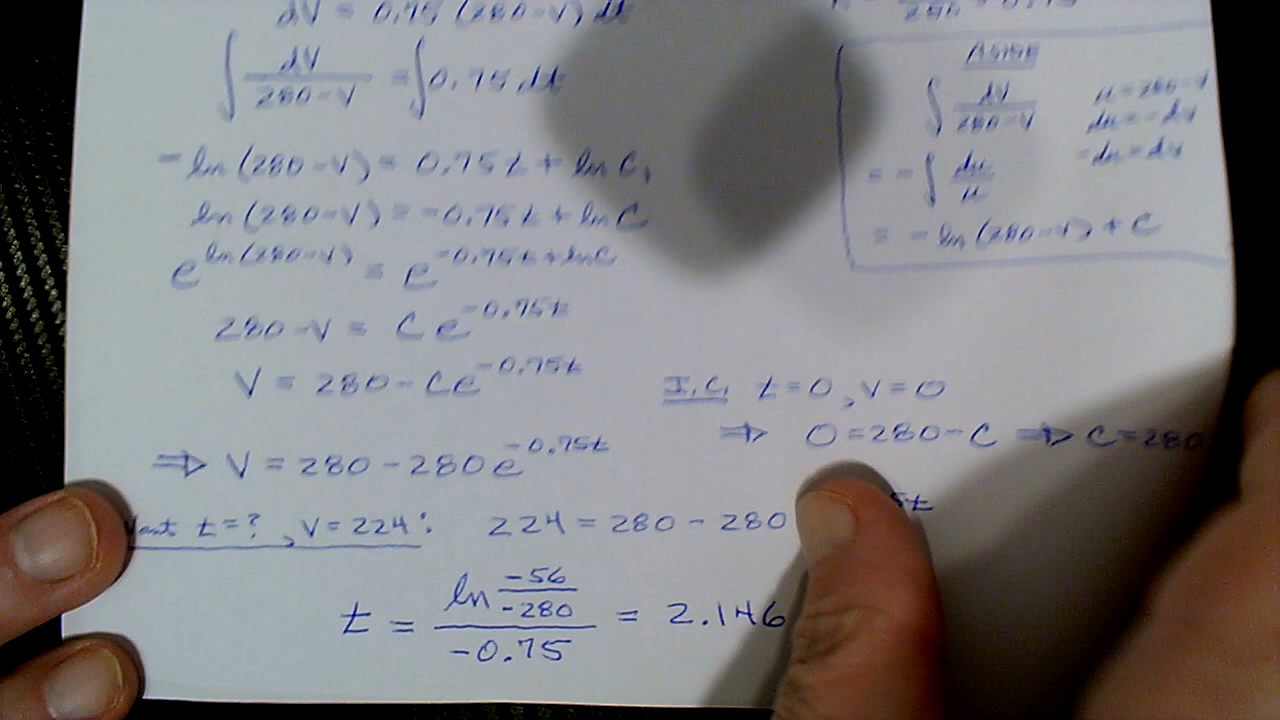 dV = 0.75 (280-V) dt
∫ dV/(280-V) = ∫ 0.75 dt
-ln (280-V) = 0.75t + ln C₁
ln (280-V) = -0.75t + ln C
e^(ln(280-V)) = e^(-0.75t+lnC)
280-V = Ce^(-0.75t)
V = 280 - Ce^(-0.75t)
⇒ V = 280 - 280e^(-0.75t)
ASIDE
∫ dV/(280-V) u = 280-V
du = -dV
= -∫ du/u -du = dV
= -ln (280-V) + C
I.C. t=0, V=0
⇒ 0=280-C ⇒ C=280
t=?, V=224: 224 = 280 - 280
t = (ln (-56/-280))/(-0.75) = 2.146